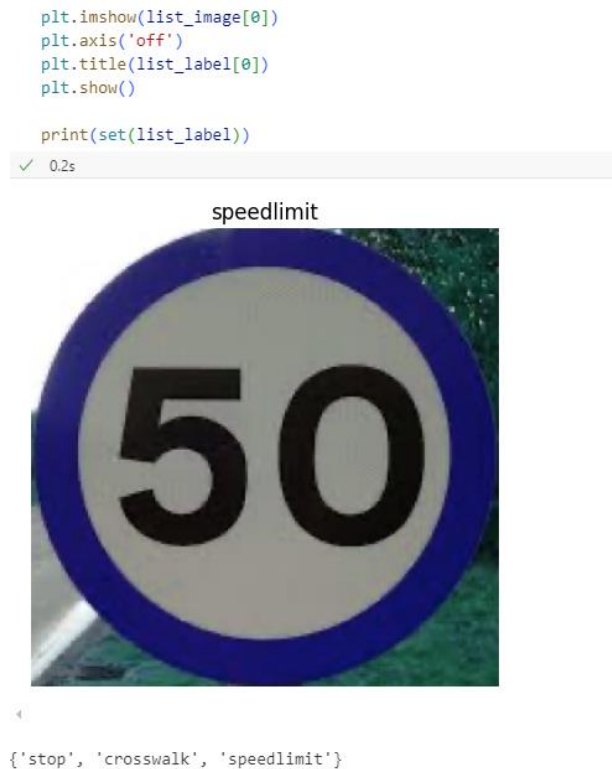 plt.imshow(list_image[0])
plt.axis('off')
plt.title(list_label[0])
plt.show()
print(set(list_label))
✓ 0.2s
speedlimit
50
{'stop', 'crosswalk', 'speedlimit'}